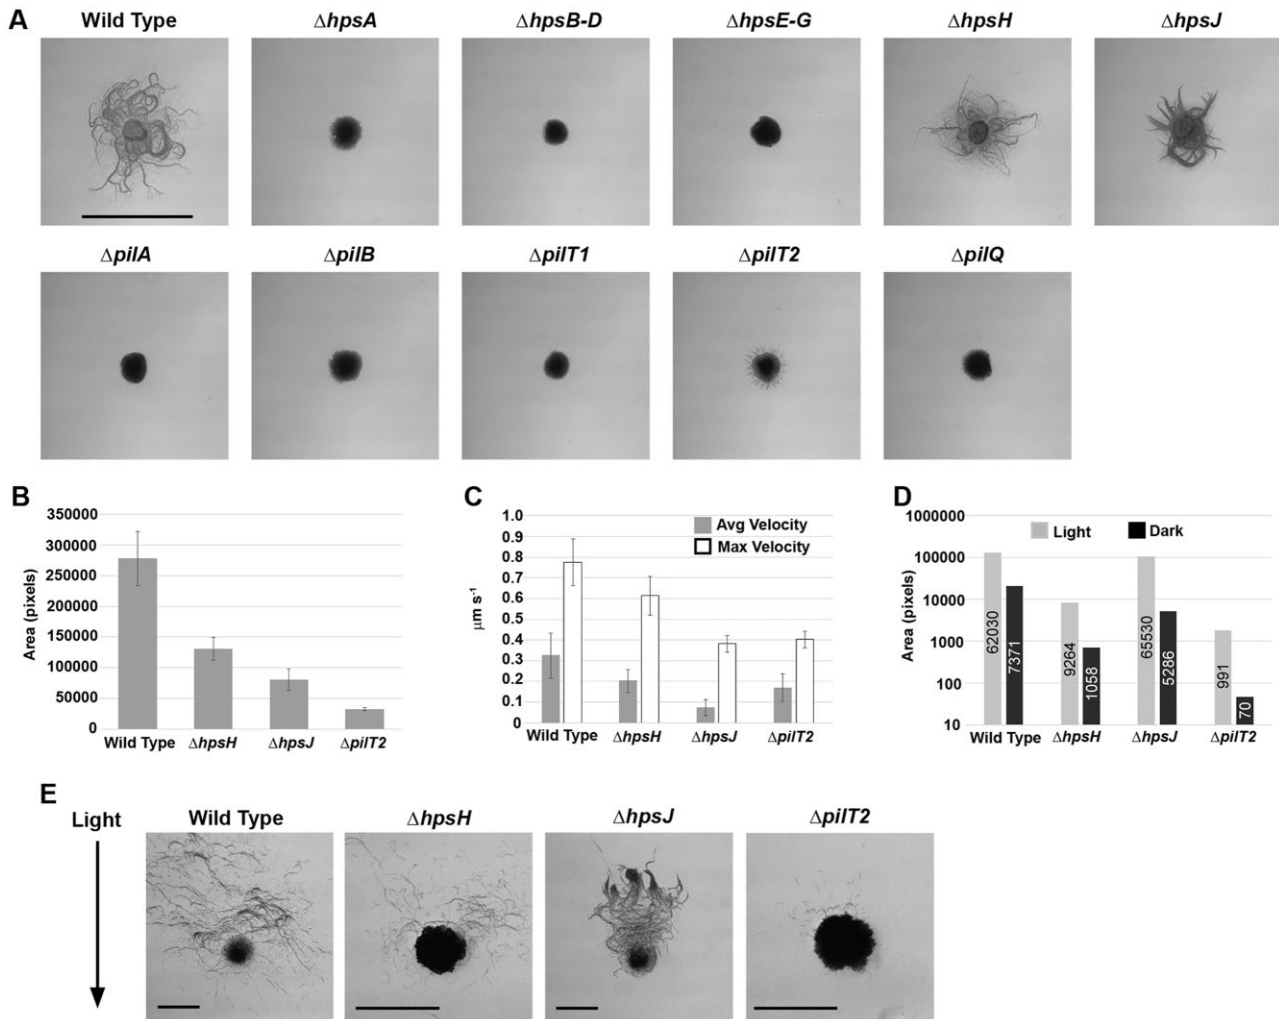 A
Wild Type
ΔhpsA
ΔhpsB-D
ΔhpsE-G
ΔhpsH
ΔhpsJ
ΔpilA
ΔpilB
ΔpilT1
ΔpilT2
ΔpilQ
B
350000
300000
250000
200000
150000
100000
50000
0
Area (pixels)
Wild Type
ΔhpsH
ΔhpsJ
ΔpilT2
C
1.0
0.9
0.8
0.7
0.6
0.5
0.4
0.3
0.2
0.1
0
μm s-1
Avg Velocity
Max Velocity
Wild Type
ΔhpsH
ΔhpsJ
ΔpilT2
D
1000000
100000
10000
1000
100
10
Area (pixels)
Light
Dark
62030
7371
9264
1058
65530
5286
991
70
Wild Type
ΔhpsH
ΔhpsJ
ΔpilT2
E
Light
Wild Type
ΔhpsH
ΔhpsJ
ΔpilT2